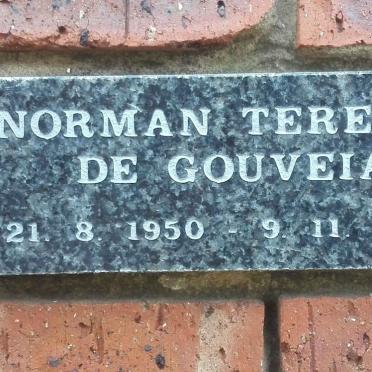 NORMAN TERE
DE GOUVEIA
21. 8. 1950 - 9. 11.